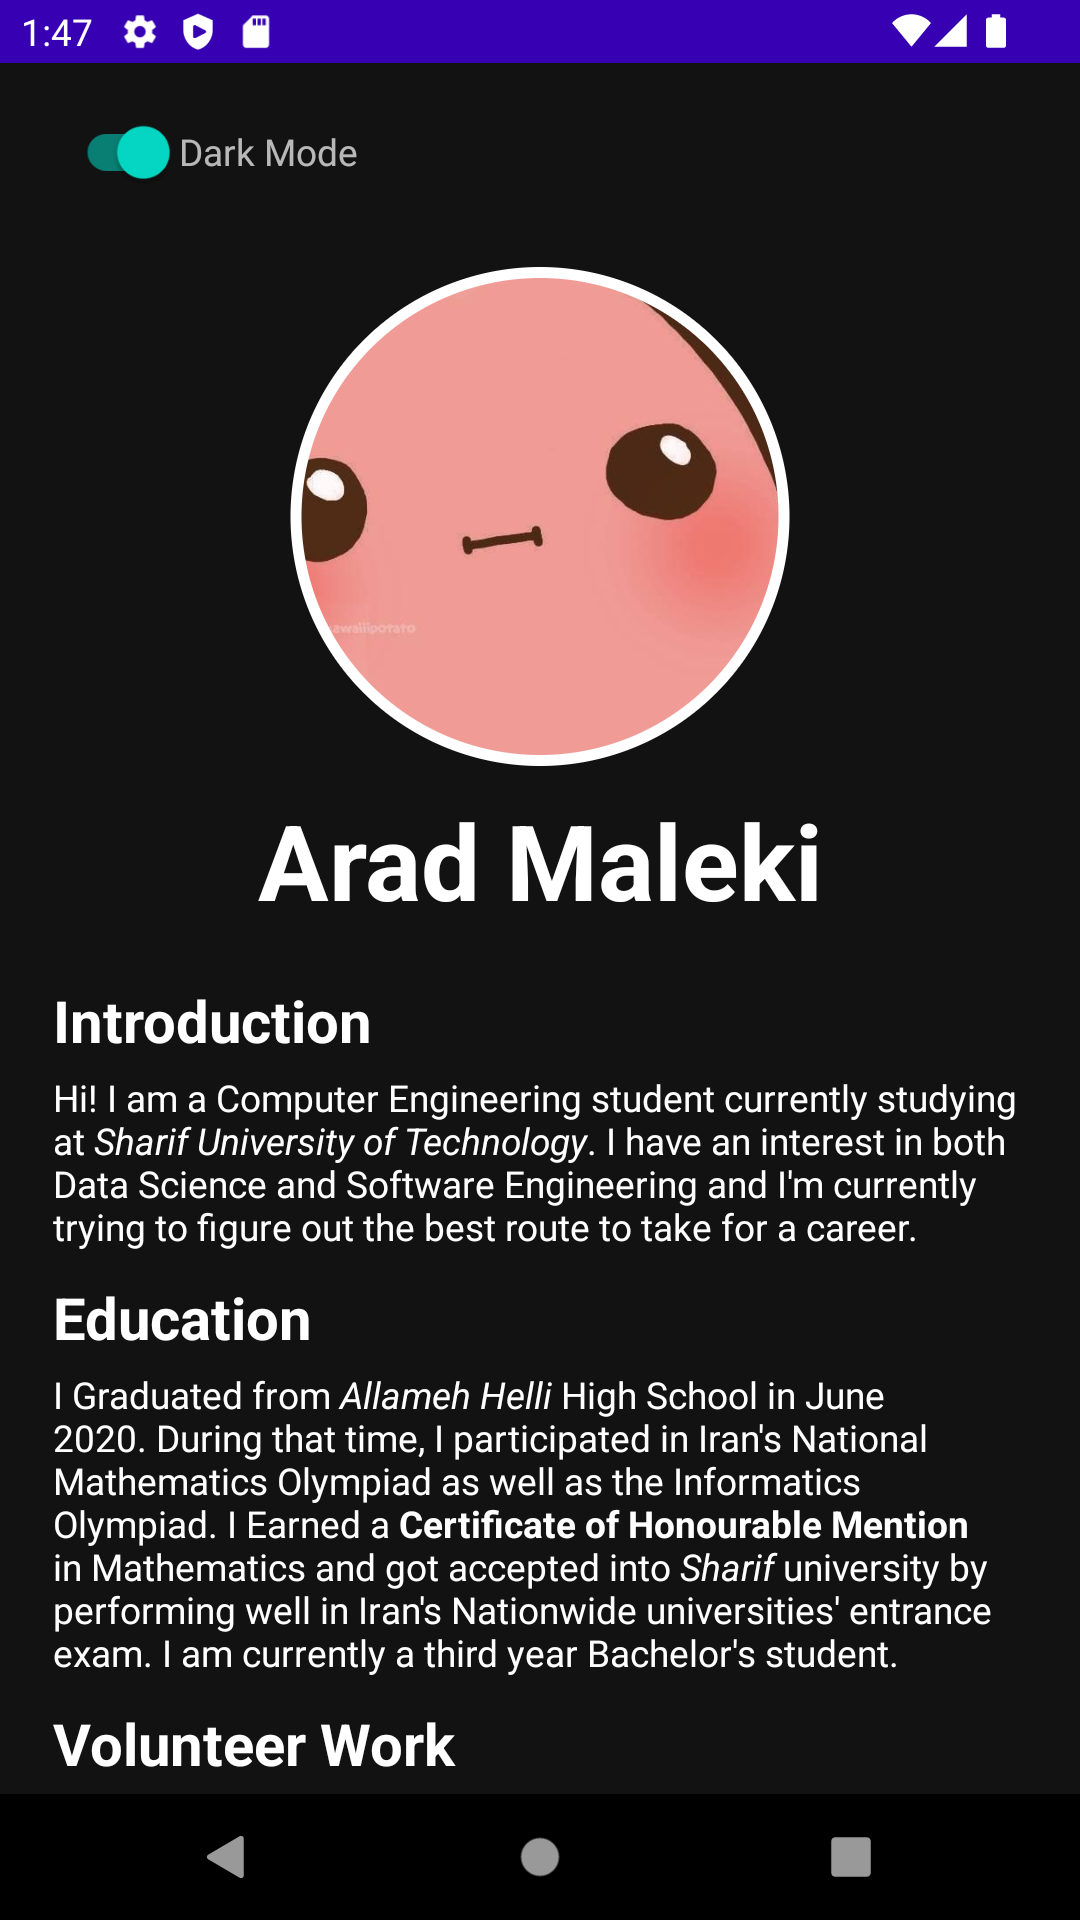 1:47
Dark Mode
awaiiipotato
Arad Maleki
Introduction
Hi! I am a Computer Engineering student currently studying
at Sharif University of Technology. I have an interest in both
Data Science and Software Engineering and I'm currently
trying to figure out the best route to take for a career.
Education
I Graduated from Allameh Helli High School in June
2020. During that time, I participated in Iran's National
Mathematics Olympiad as well as the Informatics
Olympiad. I Earned a Certificate of Honourable Mention
in Mathematics and got accepted into Sharif university by
performing well in Iran's Nationwide universities' entrance
exam. I am currently a third year Bachelor's student.
Volunteer Work